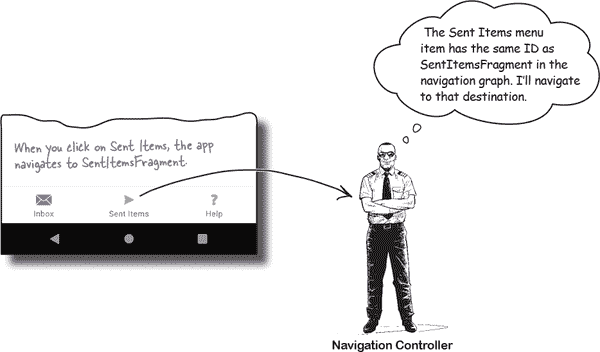 The Sent Items menu
item has the same ID as
SentItemsFragment in the
navigation graph. I'll navigate
to that destination.
When you click on Sent Items, the app
navigates to SentItemsFragment.
Inbox Sent Items Help
Navigation Controller